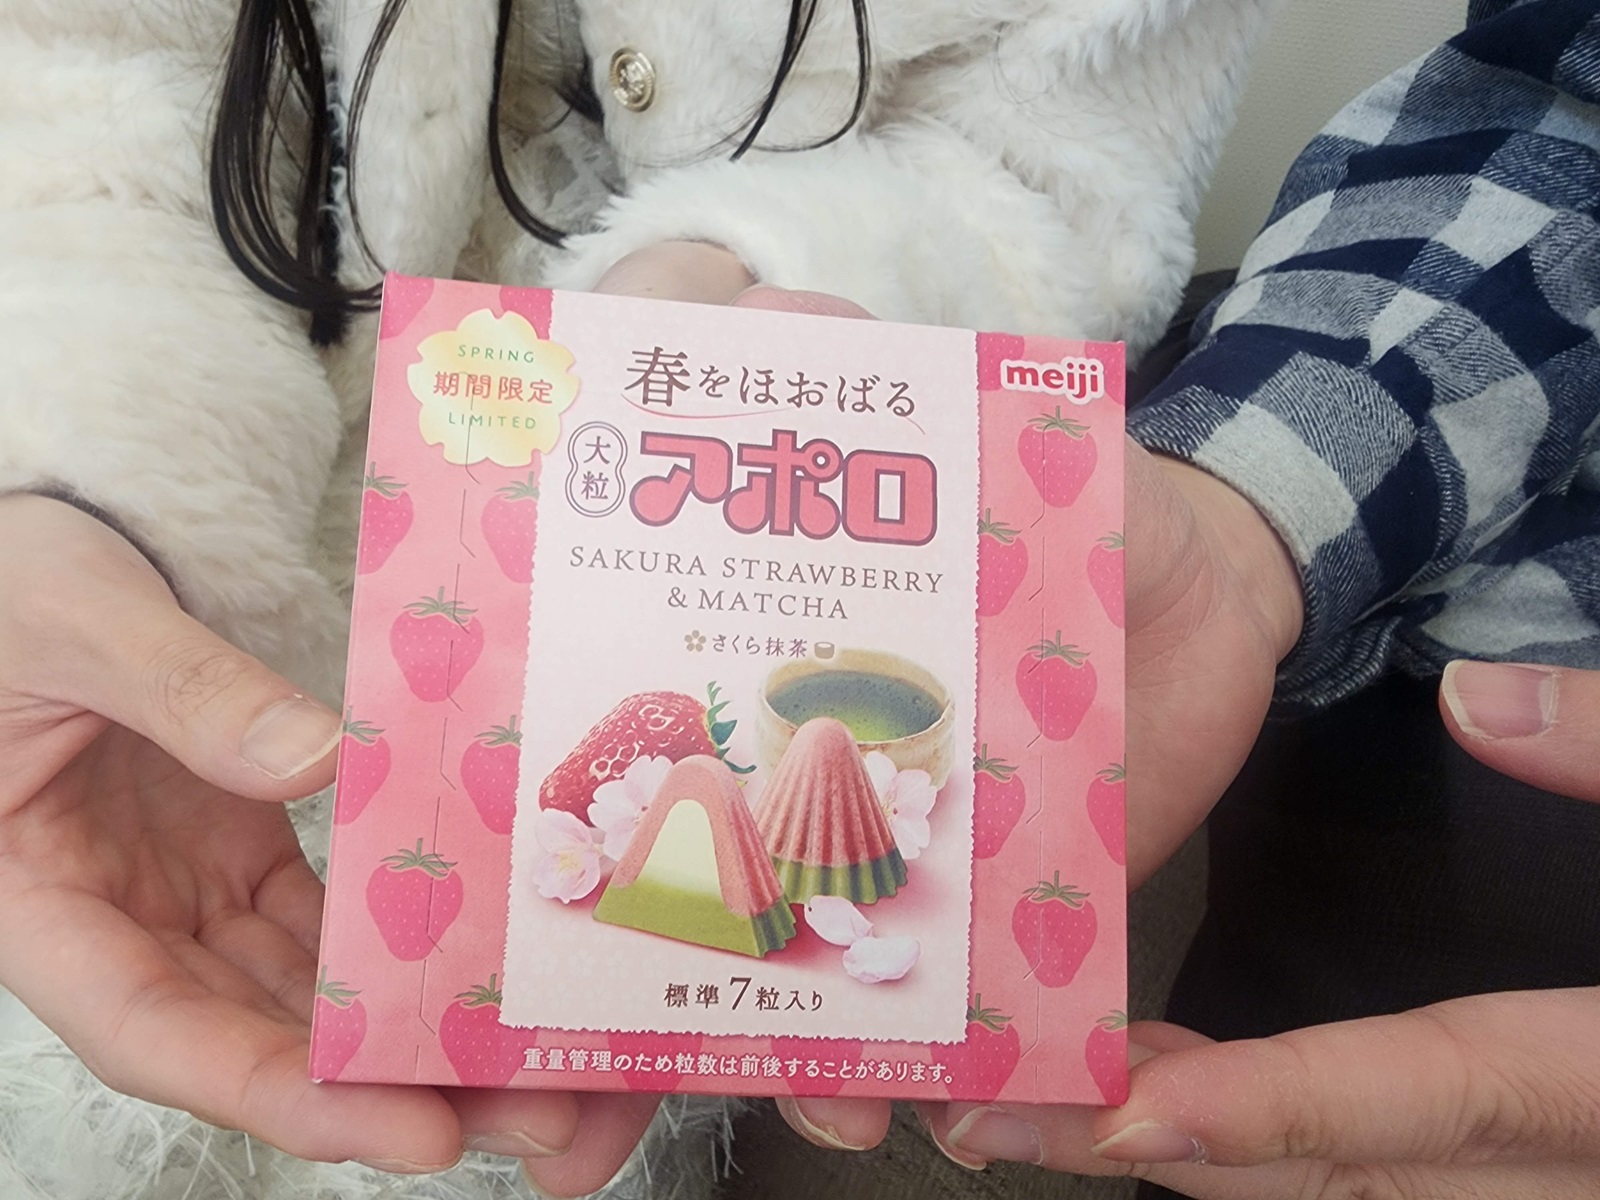 SPRING
期間限定
LIMITED
meiji
春をほおばる
大粒
アポロ
SAKURA STRAWBERRY
& MATCHA
さくら抹茶
標準7粒入り
重量管理のため粒数は前後することがあります。